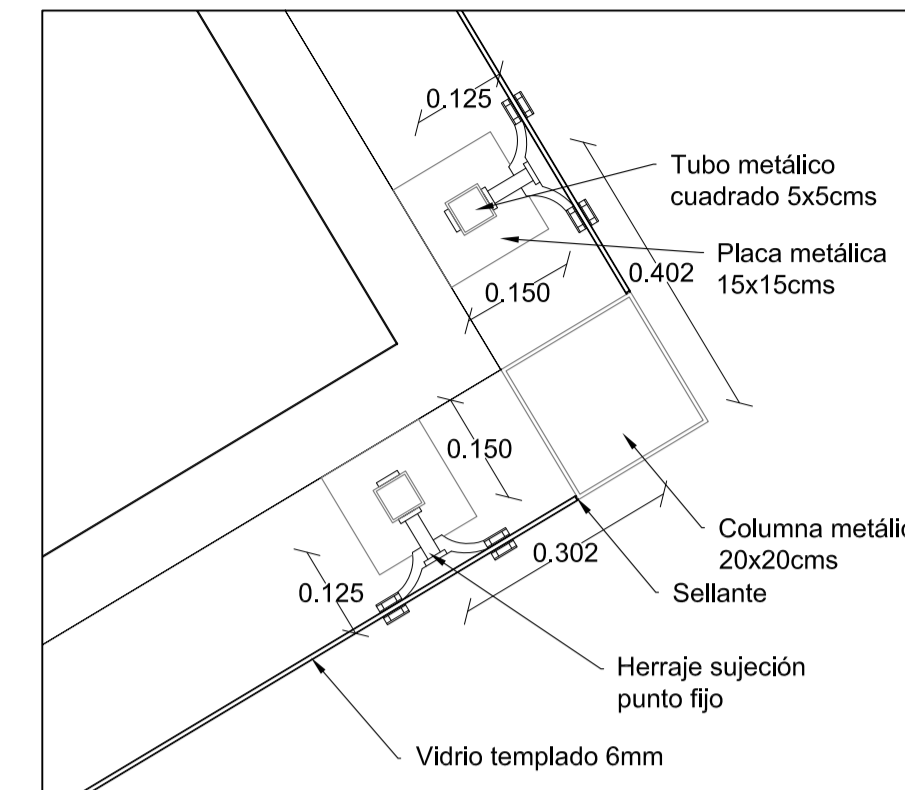 0.125
Tubo metálico
cuadrado 5x5cms
Placa metálica
15x15cms
0.402
0.150
0.150
Columna
20x20cms
0.302
Sellante
0.125
Herraje sujeción
punto fijo
Vidrio templado 6mm